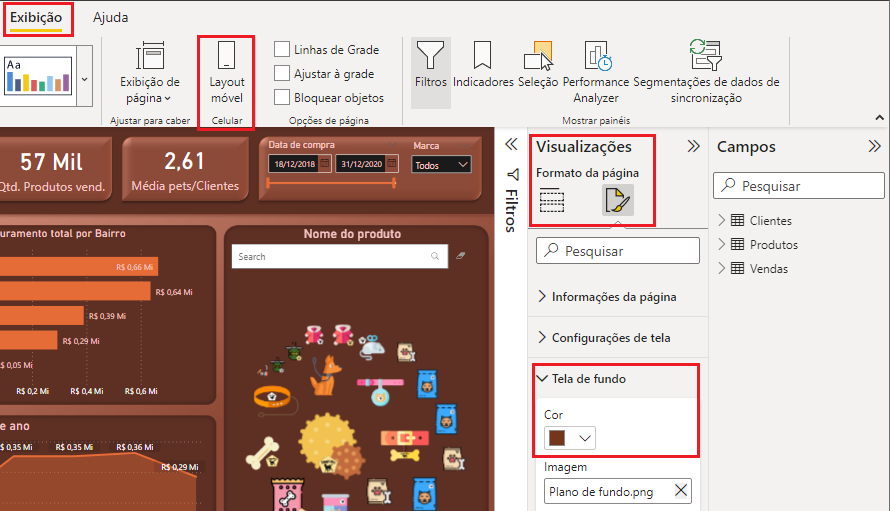 Exibição
Ajuda
Aa
Exibição de
página
Ajustar para caber
Layout
móvel
Celular
Linhas de Grade
Ajustar à grade
Bloquear objetos
Opções de página
Filtros
Indicadores
Seleção
Performance
Analyzer
Segmentações de dados de
sincronização
Mostrar painéis
57 Mil
Qtd. Produtos vend.
2,61
Média pets/Clientes
Data de compra
18/12/2018
31/12/2020
Marca
Todos
uramento total por Bairro
R$ 0,66 Mi
R$ 0,64 Mi
R$ 0,39 Mi
R$ 0,29 Mi
R$ 0,05 Mi
R$ 0,2 Mi
R$ 0,4 Mi
R$ 0,6 Mi
e ano
0,35 Mi
R$ 0,35 Mi
R$ 0,36 Mi
R$ 0,29 Mi
Nome do produto
Search
Filtros
Visualizações
Formato da página
Pesquisar
Informações da página
Configurações de tela
Tela de fundo
Cor
Imagem
Plano de fundo.png
Campos
Pesquisar
Clientes
Produtos
Vendas